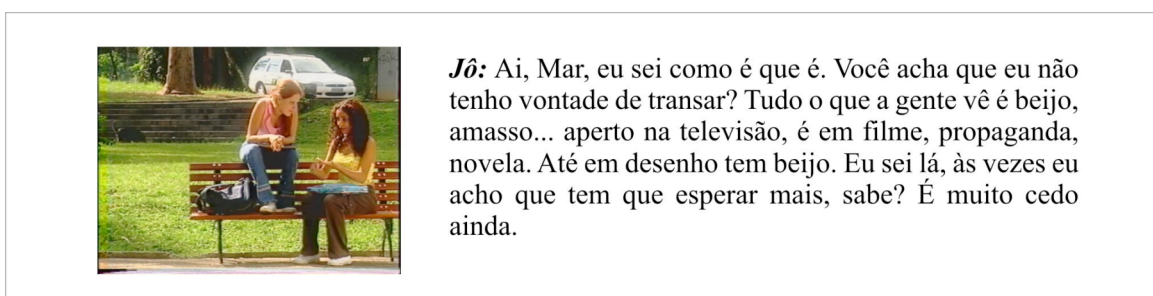 Jô: Ai, Mar, eu sei como é que é. Você acha que eu não
tenho vontade de transar? Tudo o que a gente vê é beijo,
amasso... aperto na televisão, é em filme, propaganda,
novela. Até em desenho tem beijo. Eu sei lá, às vezes eu
acho que tem que esperar mais, sabe? É muito cedo
ainda.